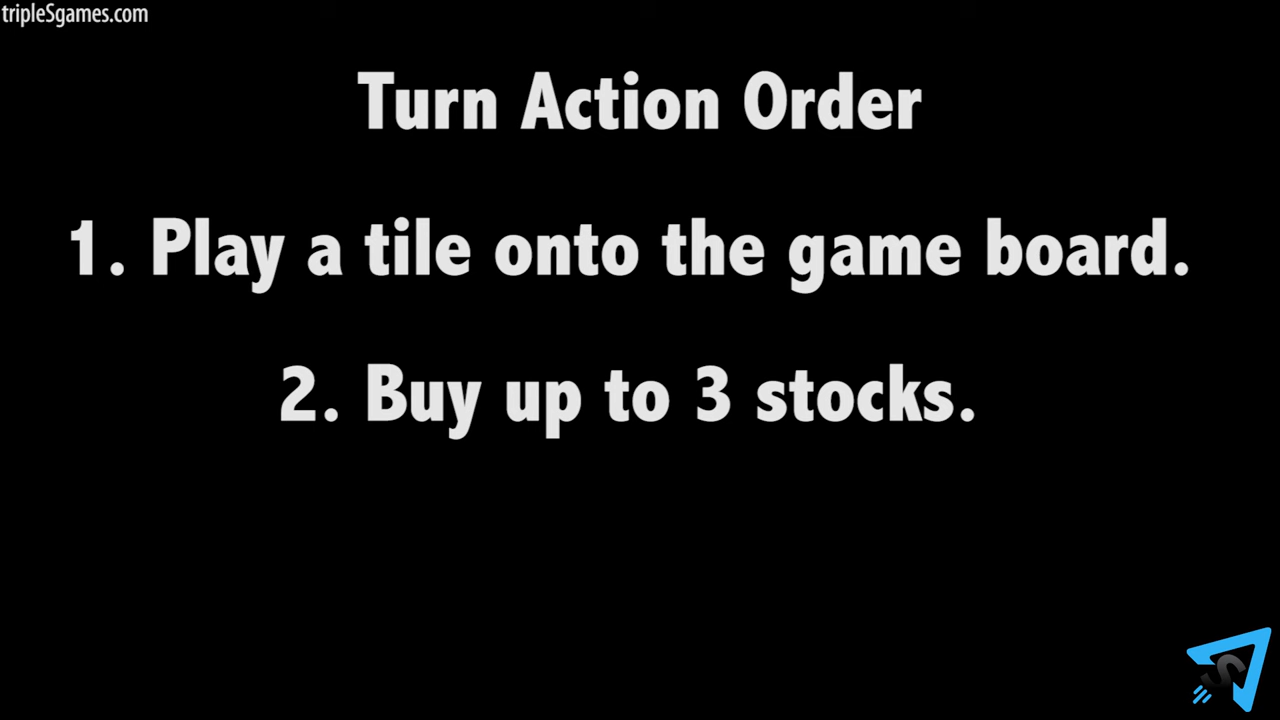 tripleSgames.com
Turn Action Order
1. Play a tile onto the game board.
2. Buy up to 3 stocks.
S